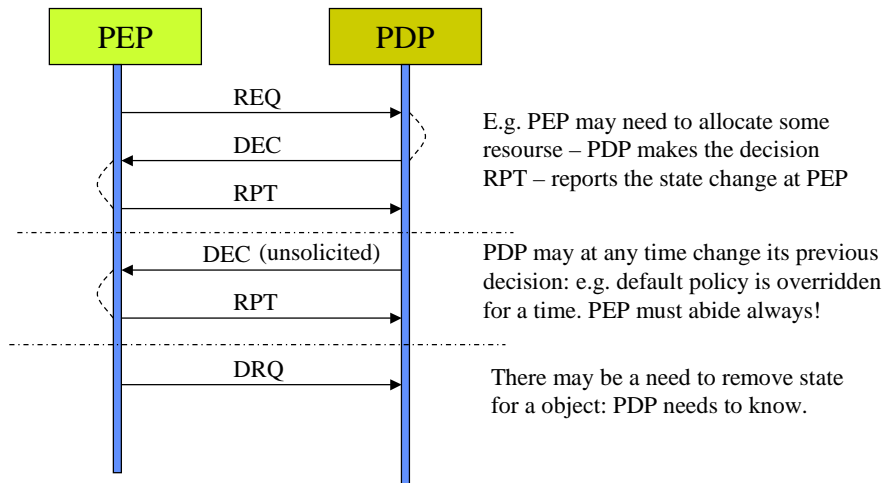 PEP
PDP
REQ
DEC
RPT
E.g. PEP may need to allocate some
resourse – PDP makes the decision
RPT – reports the state change at PEP
DEC (unsolicited)
RPT
PDP may at any time change its previous
decision: e.g. default policy is overridden
for a time. PEP must abide always!
DRQ
There may be a need to remove state
for a object: PDP needs to know.